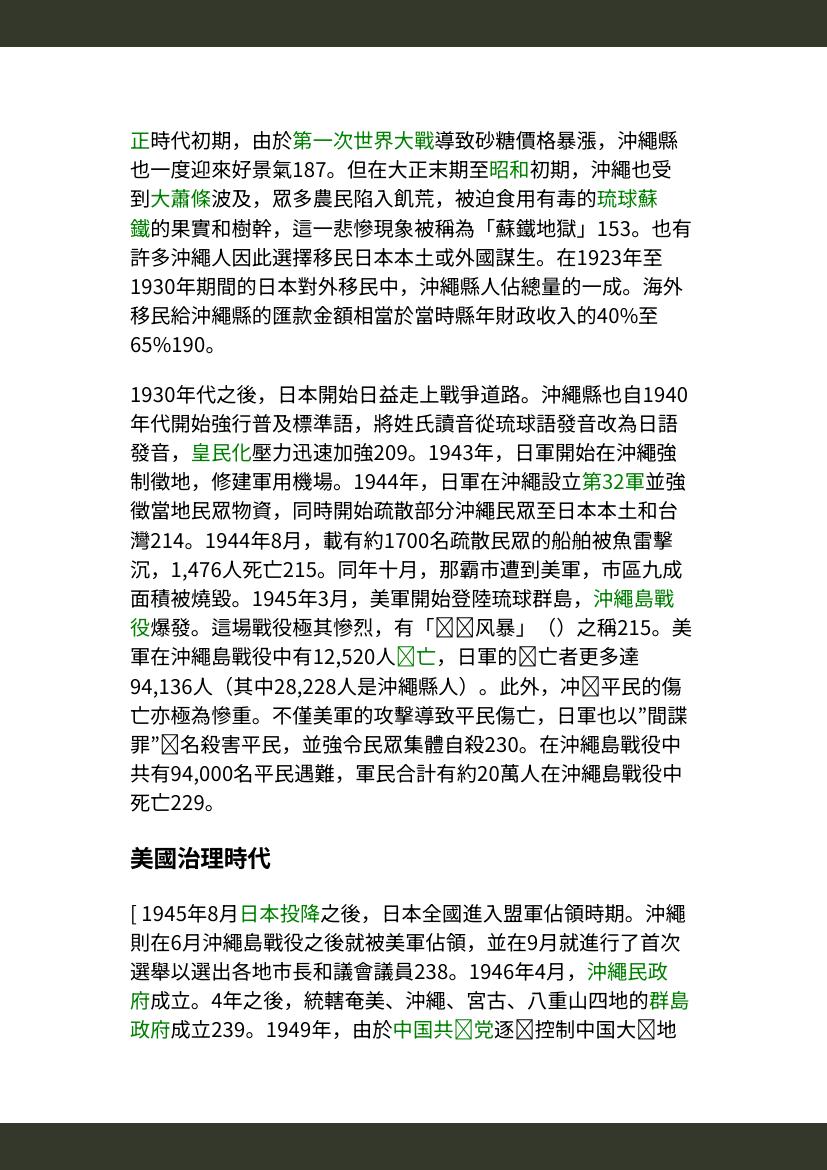 正時代初期，由於第一次世界大戰導致砂糖價格暴漲，沖繩縣
也一度迎來好景氣187。但在大正末期至昭和初期，沖繩也受
到大蕭條波及，眾多農民陷入飢荒，被迫食用有毒的琉球蘇
鐵的果實和樹幹，這一悲慘現象被稱為「蘇鐵地獄」153。也有
許多沖繩人因此選擇移民日本本土或外國謀生。在1923年至
1930年期間的日本對外移民中，沖繩縣人佔總量的一成。海外
移民給沖繩縣的匯款金額相當於當時縣年財政收入的40%至
65%190。
1930年代之後，日本開始日益走上戰爭道路。沖繩縣也自1940
年代開始強行普及標準語，將姓氏讀音從琉球語發音改為日語
發音，皇民化壓力迅速加強209。1943年，日軍開始在沖繩強
制徵地，修建軍用機場。1944年，日軍在沖繩設立第32軍並強
徵當地民眾物資，同時開始疏散部分沖繩民眾至日本本土和台
灣214。1944年8月，載有約1700名疏散民眾的船舶被魚雷擊
沉，1,476人死亡215。同年十月，那霸市遭到美軍，市區九成
面積被燒毀。1945年3月，美軍開始登陸琉球群島，沖繩島戰
役爆發。這場戰役極其慘烈，有「风暴」（）之稱215。美
軍在沖繩島戰役中有12,520人亡，日軍的亡者更多達
94,136人（其中28,228人是沖繩縣人）。此外，冲平民的傷
亡亦極為慘重。不僅美軍的攻擊導致平民傷亡，日軍也以”間諜
罪”名殺害平民，並強令民眾集體自殺230。在沖繩島戰役中
共有94,000名平民遇難，軍民合計有約20萬人在沖繩島戰役中
死亡229。
美國治理時代
[ 1945年8月日本投降之後，日本全國進入盟軍佔領時期。沖繩
則在6月沖繩島戰役之後就被美軍佔領，並在9月就進行了首次
選舉以選出各地市長和議會議員238。1946年4月，沖繩民政
府成立。4年之後，統轄奄美、沖繩、宮古、八重山四地的群島
政府成立239。1949年，由於中国共党逐控制中国大地